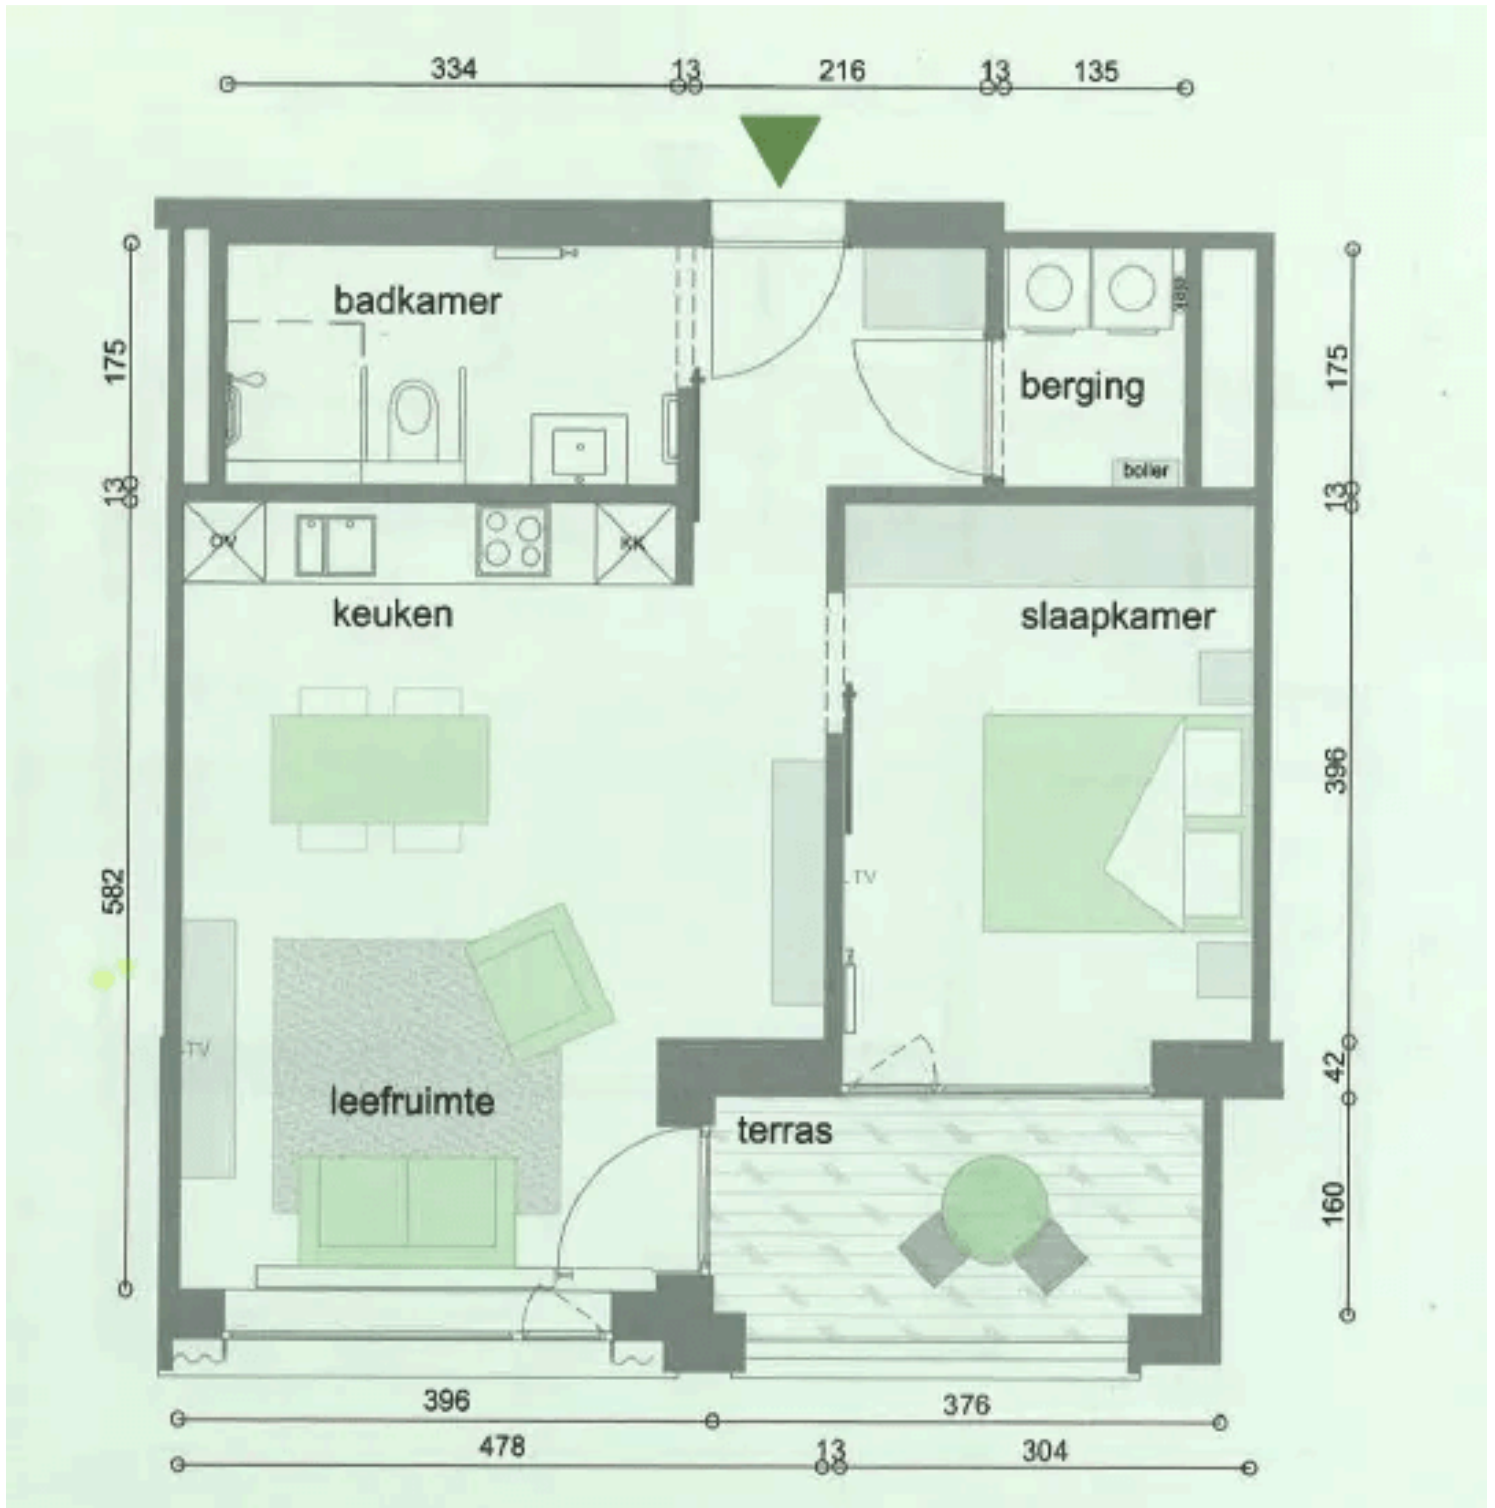 334 13 216 13 135
badkamer
kast
175
175
berging
boiler
13
13
OV
KK
keuken
slaapkamer
396
TV
582
TV
42
leefruimte
terras
160
396
376
478 13 304